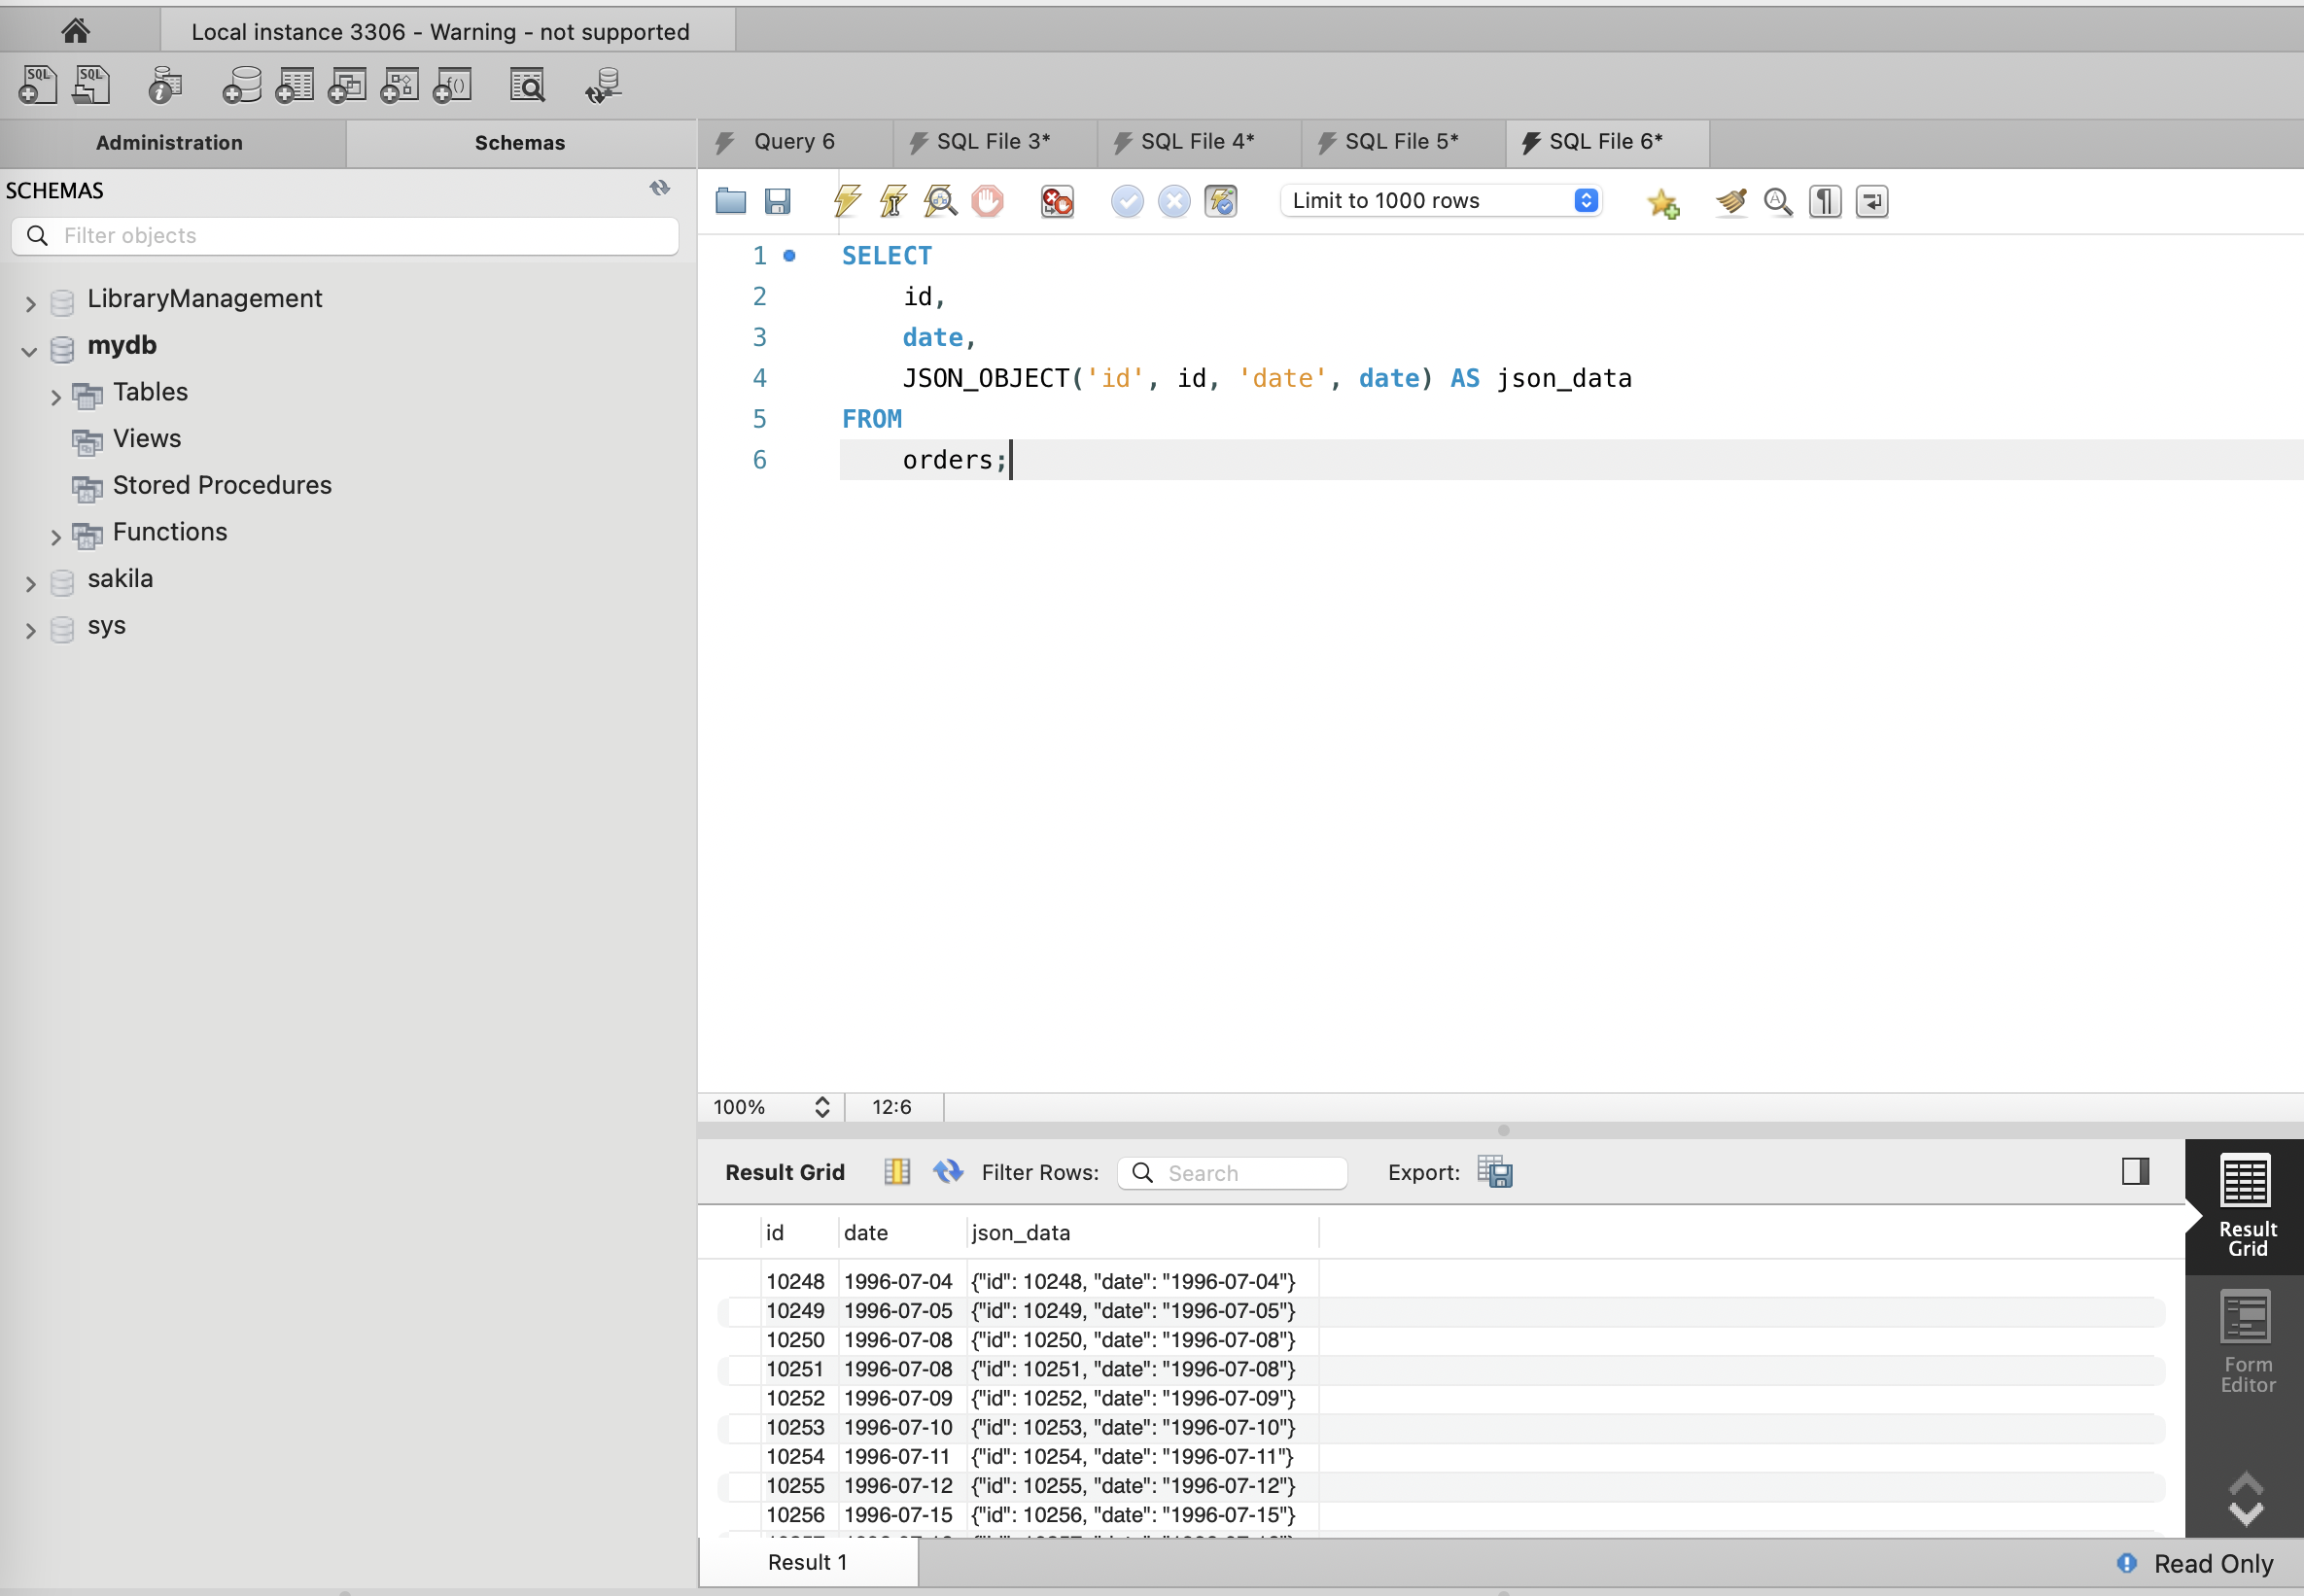 Local instance 3306 - Warning - not supported
SQL SQL
Administration Schemas
Query 6 SQL File 3* SQL File 4* SQL File 5* SQL File 6*
SCHEMAS
Filter objects
LibraryManagement
mydb
Tables
Views
Stored Procedures
Functions
sakila
sys
Limit to 1000 rows
1 SELECT
2 id,
3 date,
4 JSON_OBJECT('id', id, 'date', date) AS json_data
5 FROM
6 orders;
100% 12:6
Result Grid Filter Rows: Search Export:
id date json_data
10248 1996-07-04 {"id": 10248, "date": "1996-07-04"}
10249 1996-07-05 {"id": 10249, "date": "1996-07-05"}
10250 1996-07-08 {"id": 10250, "date": "1996-07-08"}
10251 1996-07-08 {"id": 10251, "date": "1996-07-08"}
10252 1996-07-09 {"id": 10252, "date": "1996-07-09"}
10253 1996-07-10 {"id": 10253, "date": "1996-07-10"}
10254 1996-07-11 {"id": 10254, "date": "1996-07-11"}
10255 1996-07-12 {"id": 10255, "date": "1996-07-12"}
10256 1996-07-15 {"id": 10256, "date": "1996-07-15"}
Result
Grid
Form
Editor
Result 1
Read Only